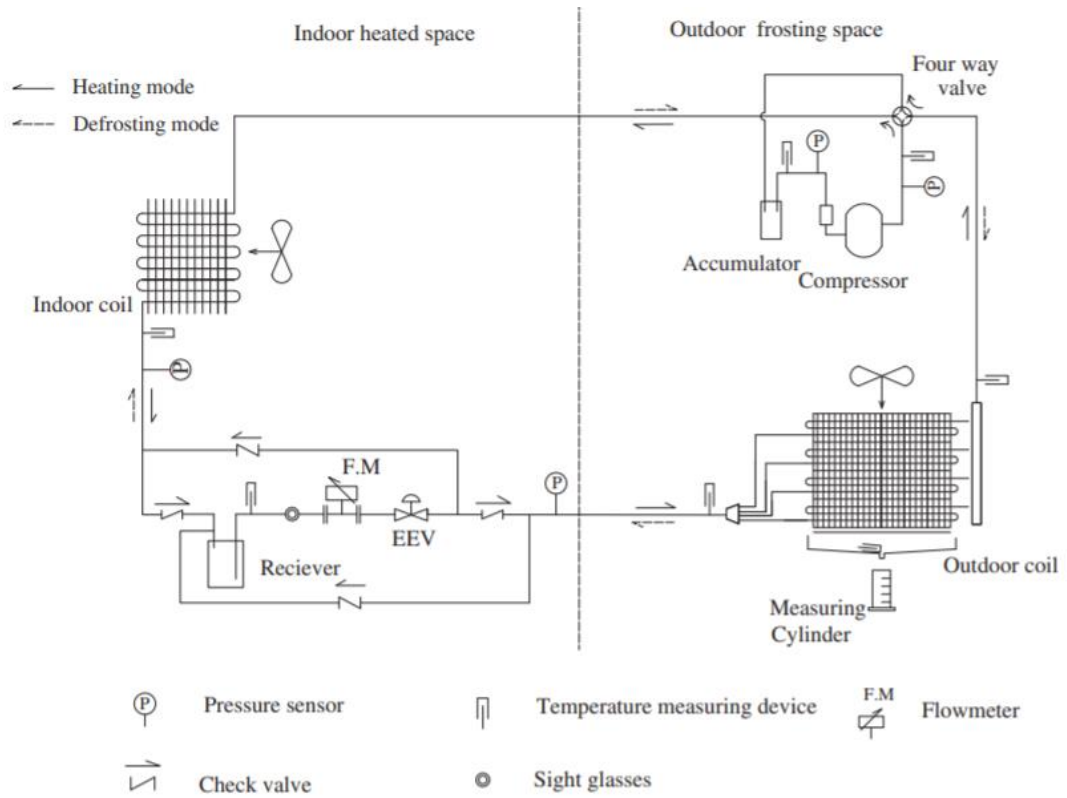 Indoor heated space
Outdoor frosting space
Heating mode
Defrosting mode
Four way
valve
P
P
Accumulator
Compressor
Indoor coil
P
F.M
P
EEV
Reciever
Outdoor coil
Measuring
Cylinder
P
Pressure sensor
Temperature measuring device
F.M
Flowmeter
Check valve
Sight glasses